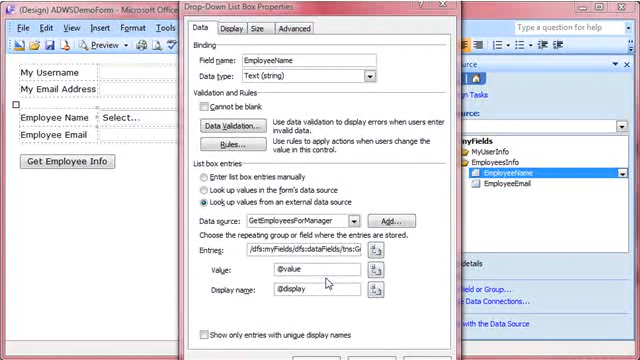 (Design) ADWSDemoForm - Microsoft Office
File Edit View Insert Format Tools
My Username
My Email Address
Employee Name Select...
Employee Email
Get Employee Info
Drop-Down List Box Properties
Data Display Size Advanced
Binding
Field name: EmployeeName
Data type: Text (string)
Validation and Rules
Cannot be blank
Data Validation... Use data validation to display errors when users enter
invalid data.
Rules... Use rules to apply actions when users change the
value in this control.
List box entries
Enter list box entries manually
Look up values in the form's data source
Look up values from an external data source
Data source: GetEmployeesForManager Add...
Choose the repeating group or field where the entries are stored.
Entries: /dfs:myFields/dfs:dataFields/tns:G
Value: @value
Display name: @display
Show only entries with unique display names
Type a question for help
ource
sign Tasks
ource:
myFields
MyUserInfo
EmployeesInfo
EmployeeName
EmployeeEmail
details
ield or Group...
ata Connections...
with the Data Source